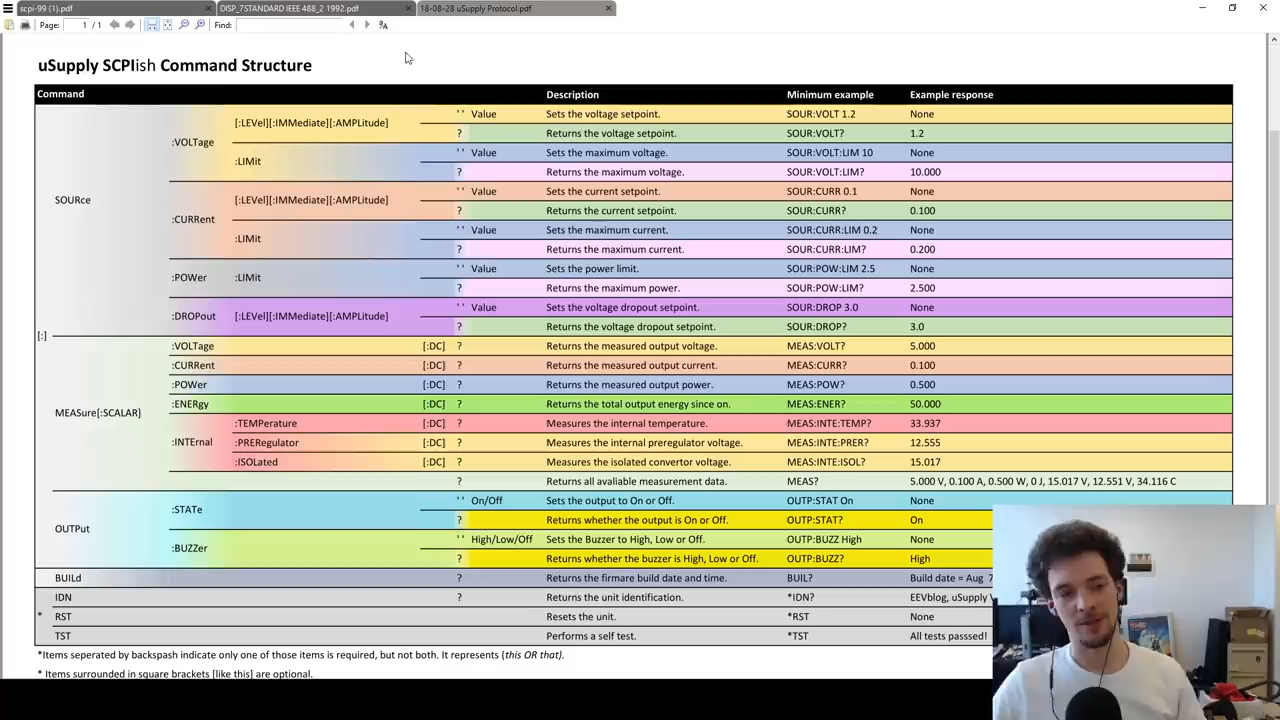 scpi-99 (1).pdf DISP_7STANDARD IEEE 488_2 1992.pdf 18-08-28 uSupply Protocol.pdf
Page: 1 / 1 Find:
uSupply SCPIish Command Structure
Command Description Minimum example Example response
[:LEVel][:IMMediate][:AMPLitude] ' ' Value Sets the voltage setpoint. SOUR:VOLT 1.2 None
:VOLTage ? Returns the voltage setpoint. SOUR:VOLT? 1.2
:LIMit ' ' Value Sets the maximum voltage. SOUR:VOLT:LIM 10 None
? Returns the maximum voltage. SOUR:VOLT:LIM? 10.000
SOURce [:LEVel][:IMMediate][:AMPLitude] ' ' Value Sets the current setpoint. SOUR:CURR 0.1 None
:CURRent ? Returns the current setpoint. SOUR:CURR? 0.100
:LIMit ' ' Value Sets the maximum current. SOUR:CURR:LIM 0.2 None
? Returns the maximum current. SOUR:CURR:LIM? 0.200
:POWer :LIMit ' ' Value Sets the power limit. SOUR:POW:LIM 2.5 None
? Returns the maximum power. SOUR:POW:LIM? 2.500
:DROPout [:LEVel][:IMMediate][:AMPLitude] ' ' Value Sets the voltage dropout setpoint. SOUR:DROP 3.0 None
? Returns the voltage dropout setpoint. SOUR:DROP? 3.0
[:]
:VOLTage [:DC] ? Returns the measured output voltage. MEAS:VOLT? 5.000
:CURRent [:DC] ? Returns the measured output current. MEAS:CURR? 0.100
:POWer [:DC] ? Returns the measured output power. MEAS:POW? 0.500
:ENERgy [:DC] ? Returns the total output energy since on. MEAS:ENER? 50.000
MEASure[:SCALAR] :TEMPerature [:DC] ? Measures the internal temperature. MEAS:INTE:TEMP? 33.937
:INTErnal :PRERegulator [:DC] ? Measures the internal preregulator voltage. MEAS:INTE:PRER? 12.555
:ISOLated [:DC] ? Measures the isolated convertor voltage. MEAS:INTE:ISOL? 15.017
? Returns all avaliable measurement data. MEAS? 5.000 V, 0.100 A, 0.500 W, 0 J, 15.017 V, 12.551 V, 34.116 C
:STATe ' ' On/Off Sets the output to On or Off. OUTP:STAT On None
? Returns whether the output is On or Off. OUTP:STAT? On
OUTPut :BUZZer ' ' High/Low/Off Sets the Buzzer to High, Low or Off. OUTP:BUZZ High None
? Returns whether the buzzer is High, Low or Off. OUTP:BUZZ? High
BUILd ? Returns the firmare build date and time. BUIL? Build date = Aug 7
IDN ? Returns the unit identification. *IDN? EEVblog, uSupply
* RST Resets the unit. *RST None
TST Performs a self test. *TST All tests passsed!
*Items seperated by backspash indicate only one of those items is required, but not both. It represents (this OR that).
* Items surrounded in square brackets [like this] are optional.